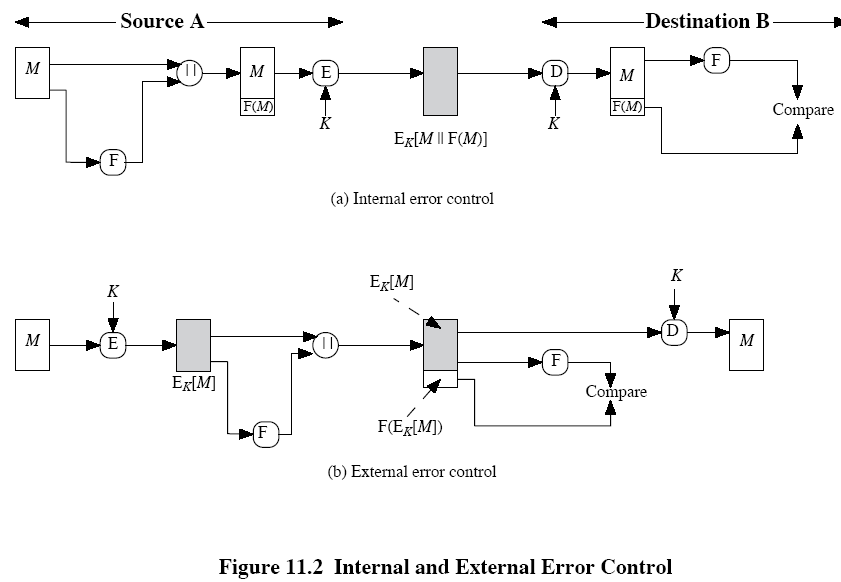 Source A
Destination B
M
||
M
F(M)
E
K
E_K[M || F(M)]
D
K
M
F(M)
F
Compare
F
(a) Internal error control
K
M
E
E_K[M]
F
||
E_K[M]
F(E_K[M])
F
Compare
K
D
M
(b) External error control
Figure 11.2 Internal and External Error Control